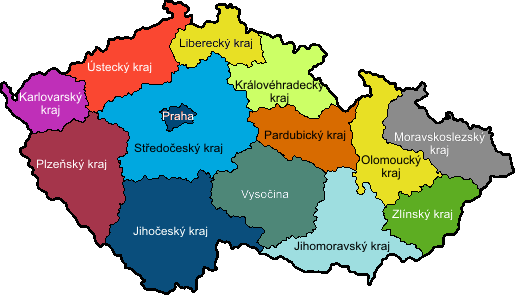 Liberecký kraj
Ústecký kraj
Královéhradecký
kraj
Karlovarský
kraj
Praha
Pardubický kraj
Moravskoslezský
kraj
Středočeský kraj
Plzeňský kraj
Olomoucký
kraj
Vysočina
Zlínský kraj
Jihočeský kraj
Jihomoravský kraj